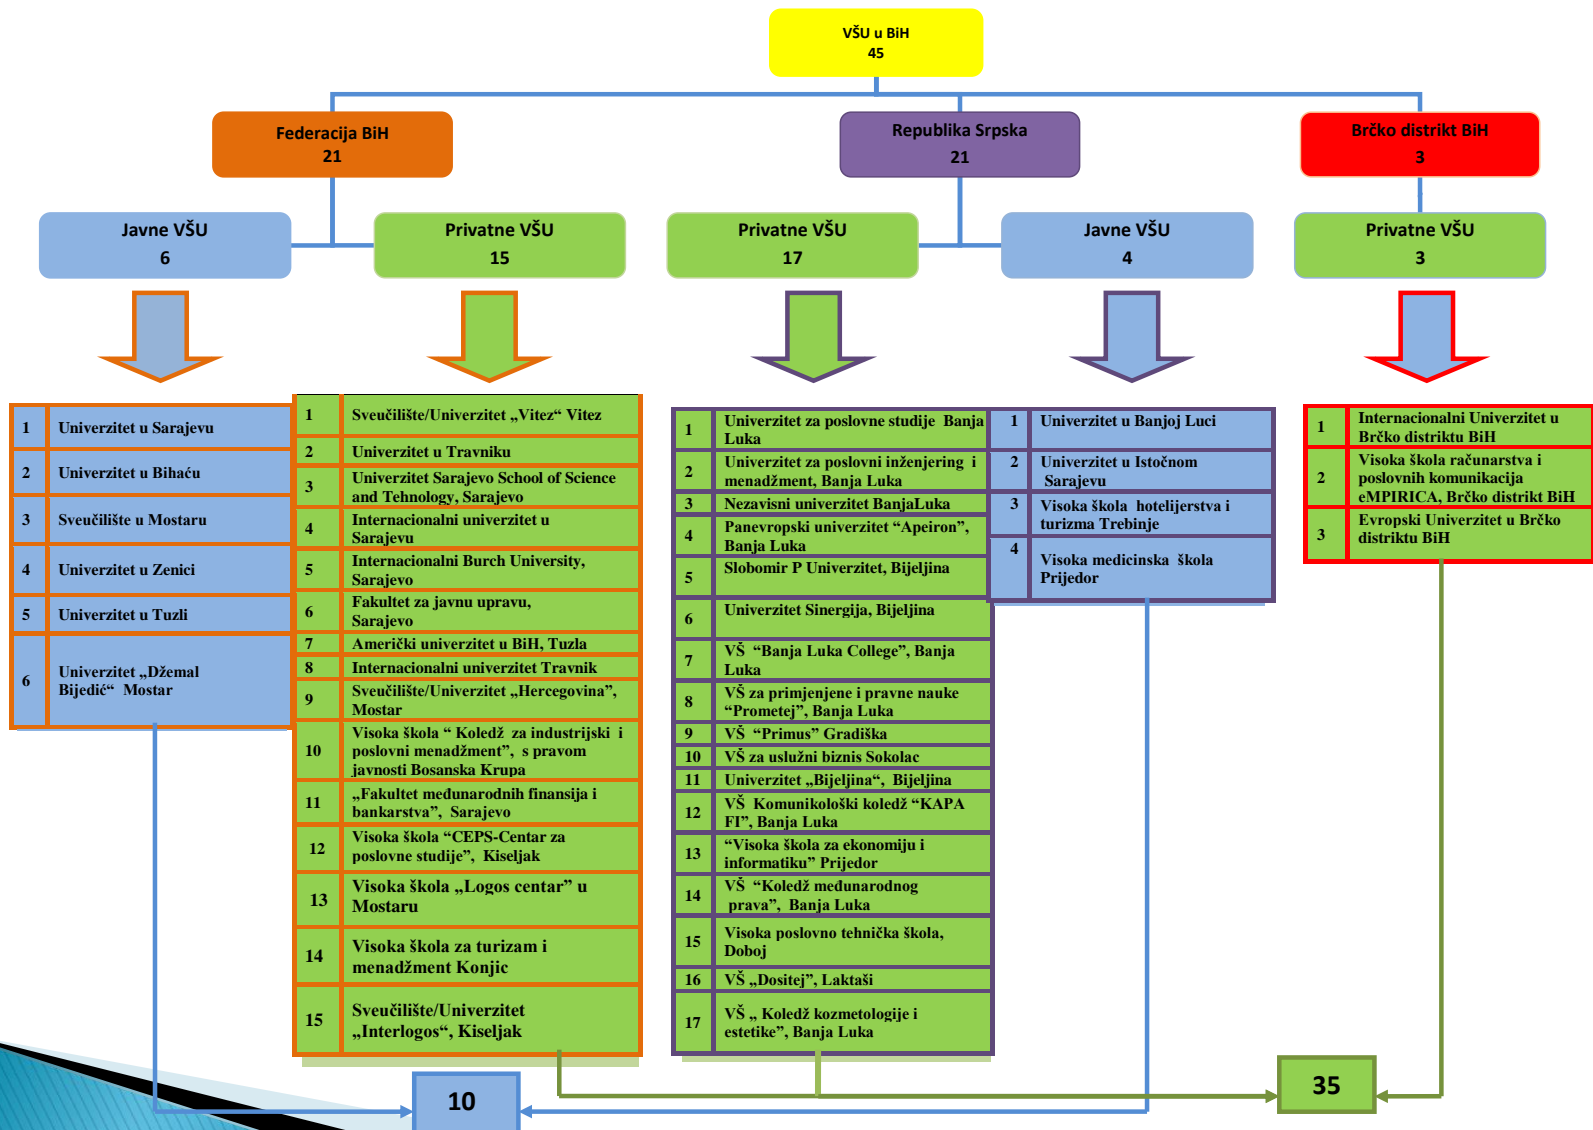 VŠU u BiH
45
Federacija BiH
21
Republika Srpska
21
Brčko distrikt BiH
3
Javne VŠU
6
Privatne VŠU
15
Privatne VŠU
17
Javne VŠU
4
Privatne VŠU
3
1 Univerzitet u Sarajevu
2 Univerzitet u Bihaću
3 Sveučilište u Mostaru
4 Univerzitet u Zenici
5 Univerzitet u Tuzli
6 Univerzitet „Džemal
Bijedić“ Mostar
1 Sveučilište/Univerzitet „Vitez“ Vitez
2 Univerzitet u Travniku
3 Univerzitet Sarajevo School of Science
and Tehnology, Sarajevo
4 Internacionalni univerzitet u
Sarajevu
5 Internacionalni Burch University,
Sarajevo
6 Fakultet za javnu upravu,
Sarajevo
7 Američki univerzitet u BiH, Tuzla
8 Internacionalni univerzitet Travnik
9 Sveučilište/Univerzitet „Hercegovina”,
Mostar
10 Visoka škola “ Koledž za industrijski i
poslovni menadžment”, s pravom
javnosti Bosanska Krupa
11 „Fakultet međunarodnih finansija i
bankarstva”, Sarajevo
12 Visoka škola “CEPS-Centar za
poslovne studije”, Kiseljak
13 Visoka škola „Logos centar” u
Mostaru
14 Visoka škola za turizam i
menadžment Konjic
15 Sveučilište/Univerzitet
„Interlogos“, Kiseljak
1 Univerzitet za poslovne studije Banja
Luka
2 Univerzitet za poslovni inženjering i
menadžment, Banja Luka
3 Nezavisni univerzitet BanjaLuka
4 Panevropski univerzitet “Apeiron”,
Banja Luka
5 Slobomir P Univerzitet, Bijeljina
6 Univerzitet Sinergija, Bijeljina
7 VŠ “Banja Luka College”, Banja
Luka
8 VŠ za primjenjene i pravne nauke
“Prometej”, Banja Luka
9 VŠ “Primus” Gradiška
10 VŠ za uslužni biznis Sokolac
11 Univerzitet „Bijeljina“, Bijeljina
12 VŠ Komunikološki koledž “KAPA
FI”, Banja Luka
13 “Visoka škola za ekonomiju i
informatiku” Prijedor
14 VŠ “Koledž međunarodnog
prava”, Banja Luka
15 Visoka poslovno tehnička škola,
Doboj
16 VŠ „Dositej”, Laktaši
17 VŠ „ Koledž kozmetologije i
estetike”, Banja Luka
1 Univerzitet u Banjoj Luci
2 Univerzitet u Istočnom
Sarajevu
3 Visoka škola hotelijerstva i
turizma Trebinje
4 Visoka medicinska škola
Prijedor
1 Internacionalni Univerzitet u
Brčko distriktu BiH
2 Visoka škola računarstva i
poslovnih komunikacija
eMPIRICA, Brčko distrikt BiH
3 Evropski Univerzitet u Brčko
distriktu BiH
10
35